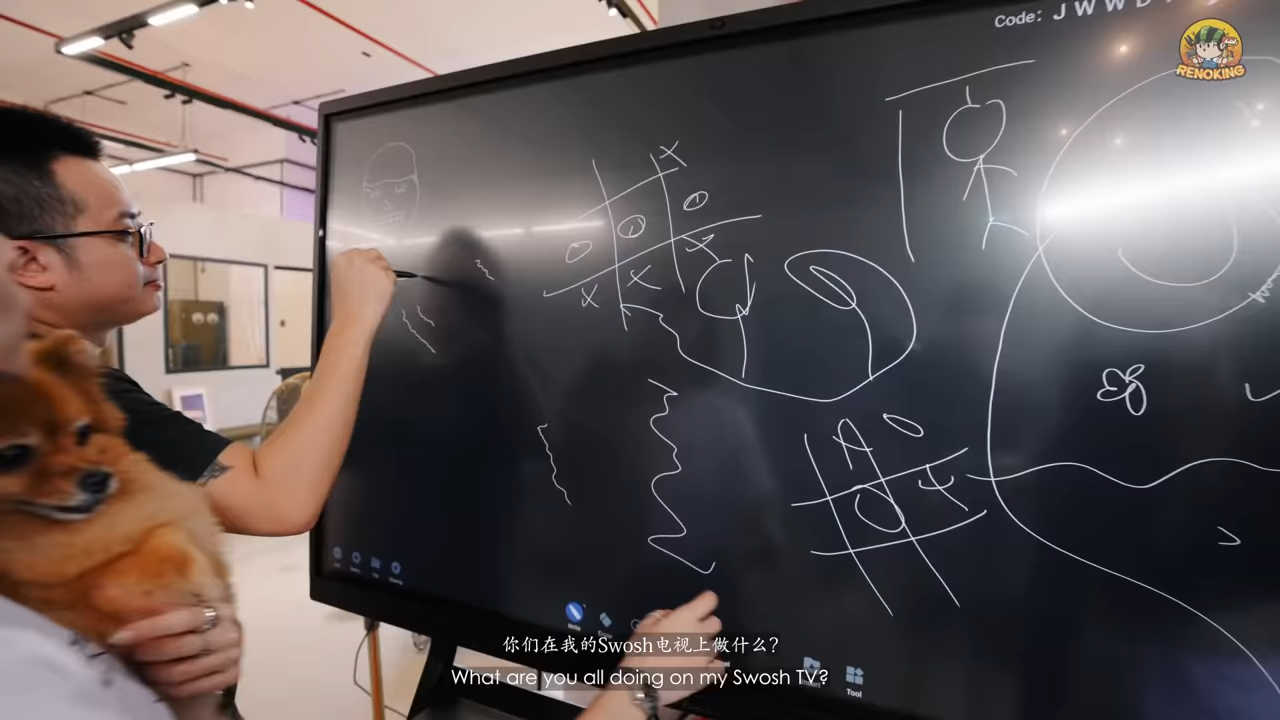 Code: J W W D
RENOKING
X
O O O
X X X
A O
O
Write
Tool
你们在我的Swosh电视上做什么?
What are you all doing on my Swosh TV?